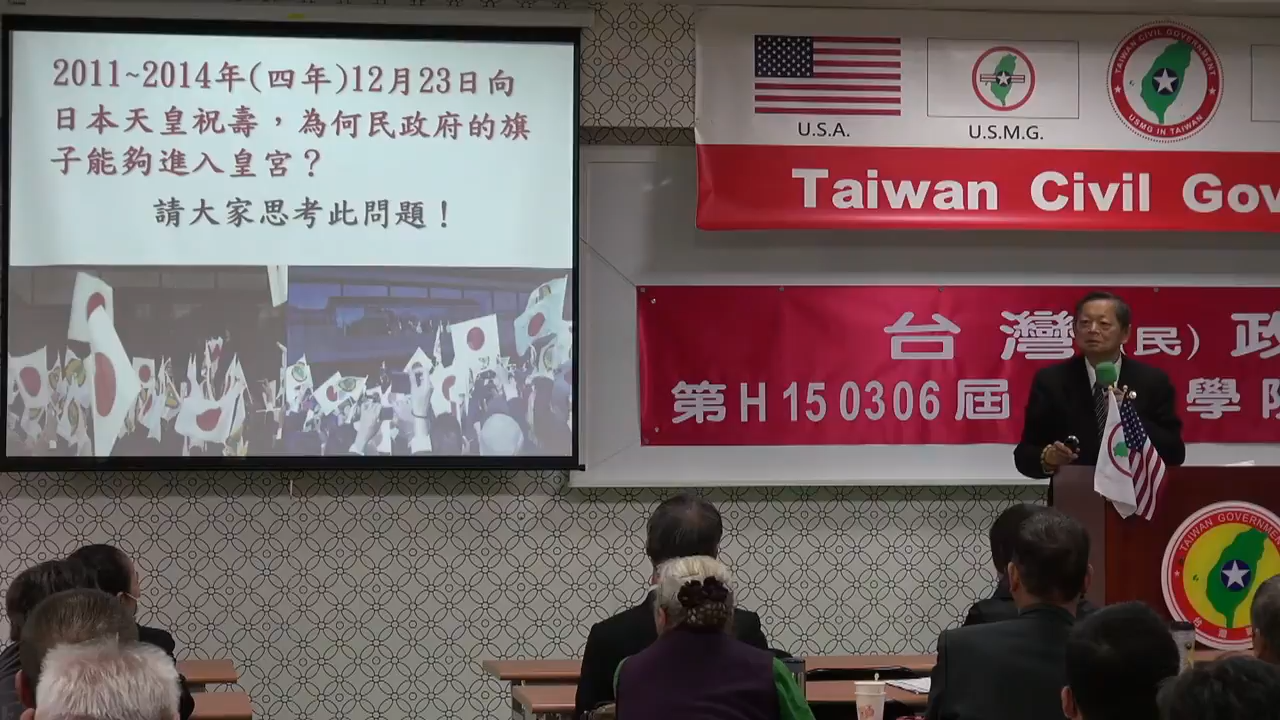 2011~2014年(四年)12月23日向
日本天皇祝壽，為何民政府的旗
子能夠進入皇宮？
請大家思考此問題！
U.S.A.
U.S.M.G.
TAIWAN CIVIL GOVERNMENT
USMG IN TAIWAN
Taiwan Civil Gov
台灣 民）政
第H150306屆 學院
TAIWAN GOVERNMENT
台灣